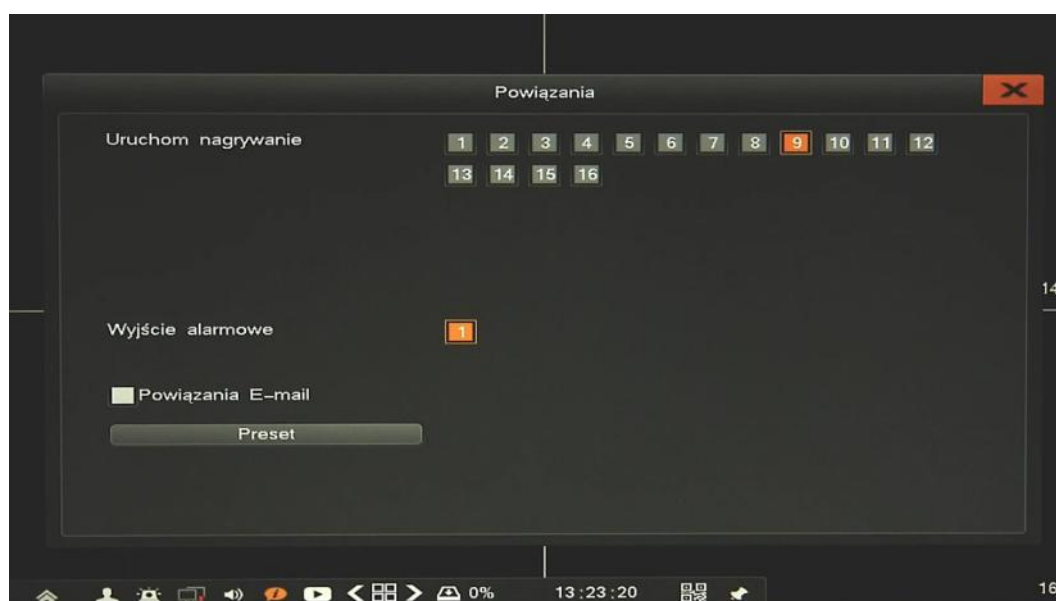 Powiązania
Uruchom nagrywanie 1 2 3 4 5 6 7 8 9 10 11 12
13 14 15 16
14
Wyjście alarmowe 1
Powiązania E-mail
Preset
0% 13:23:20
16